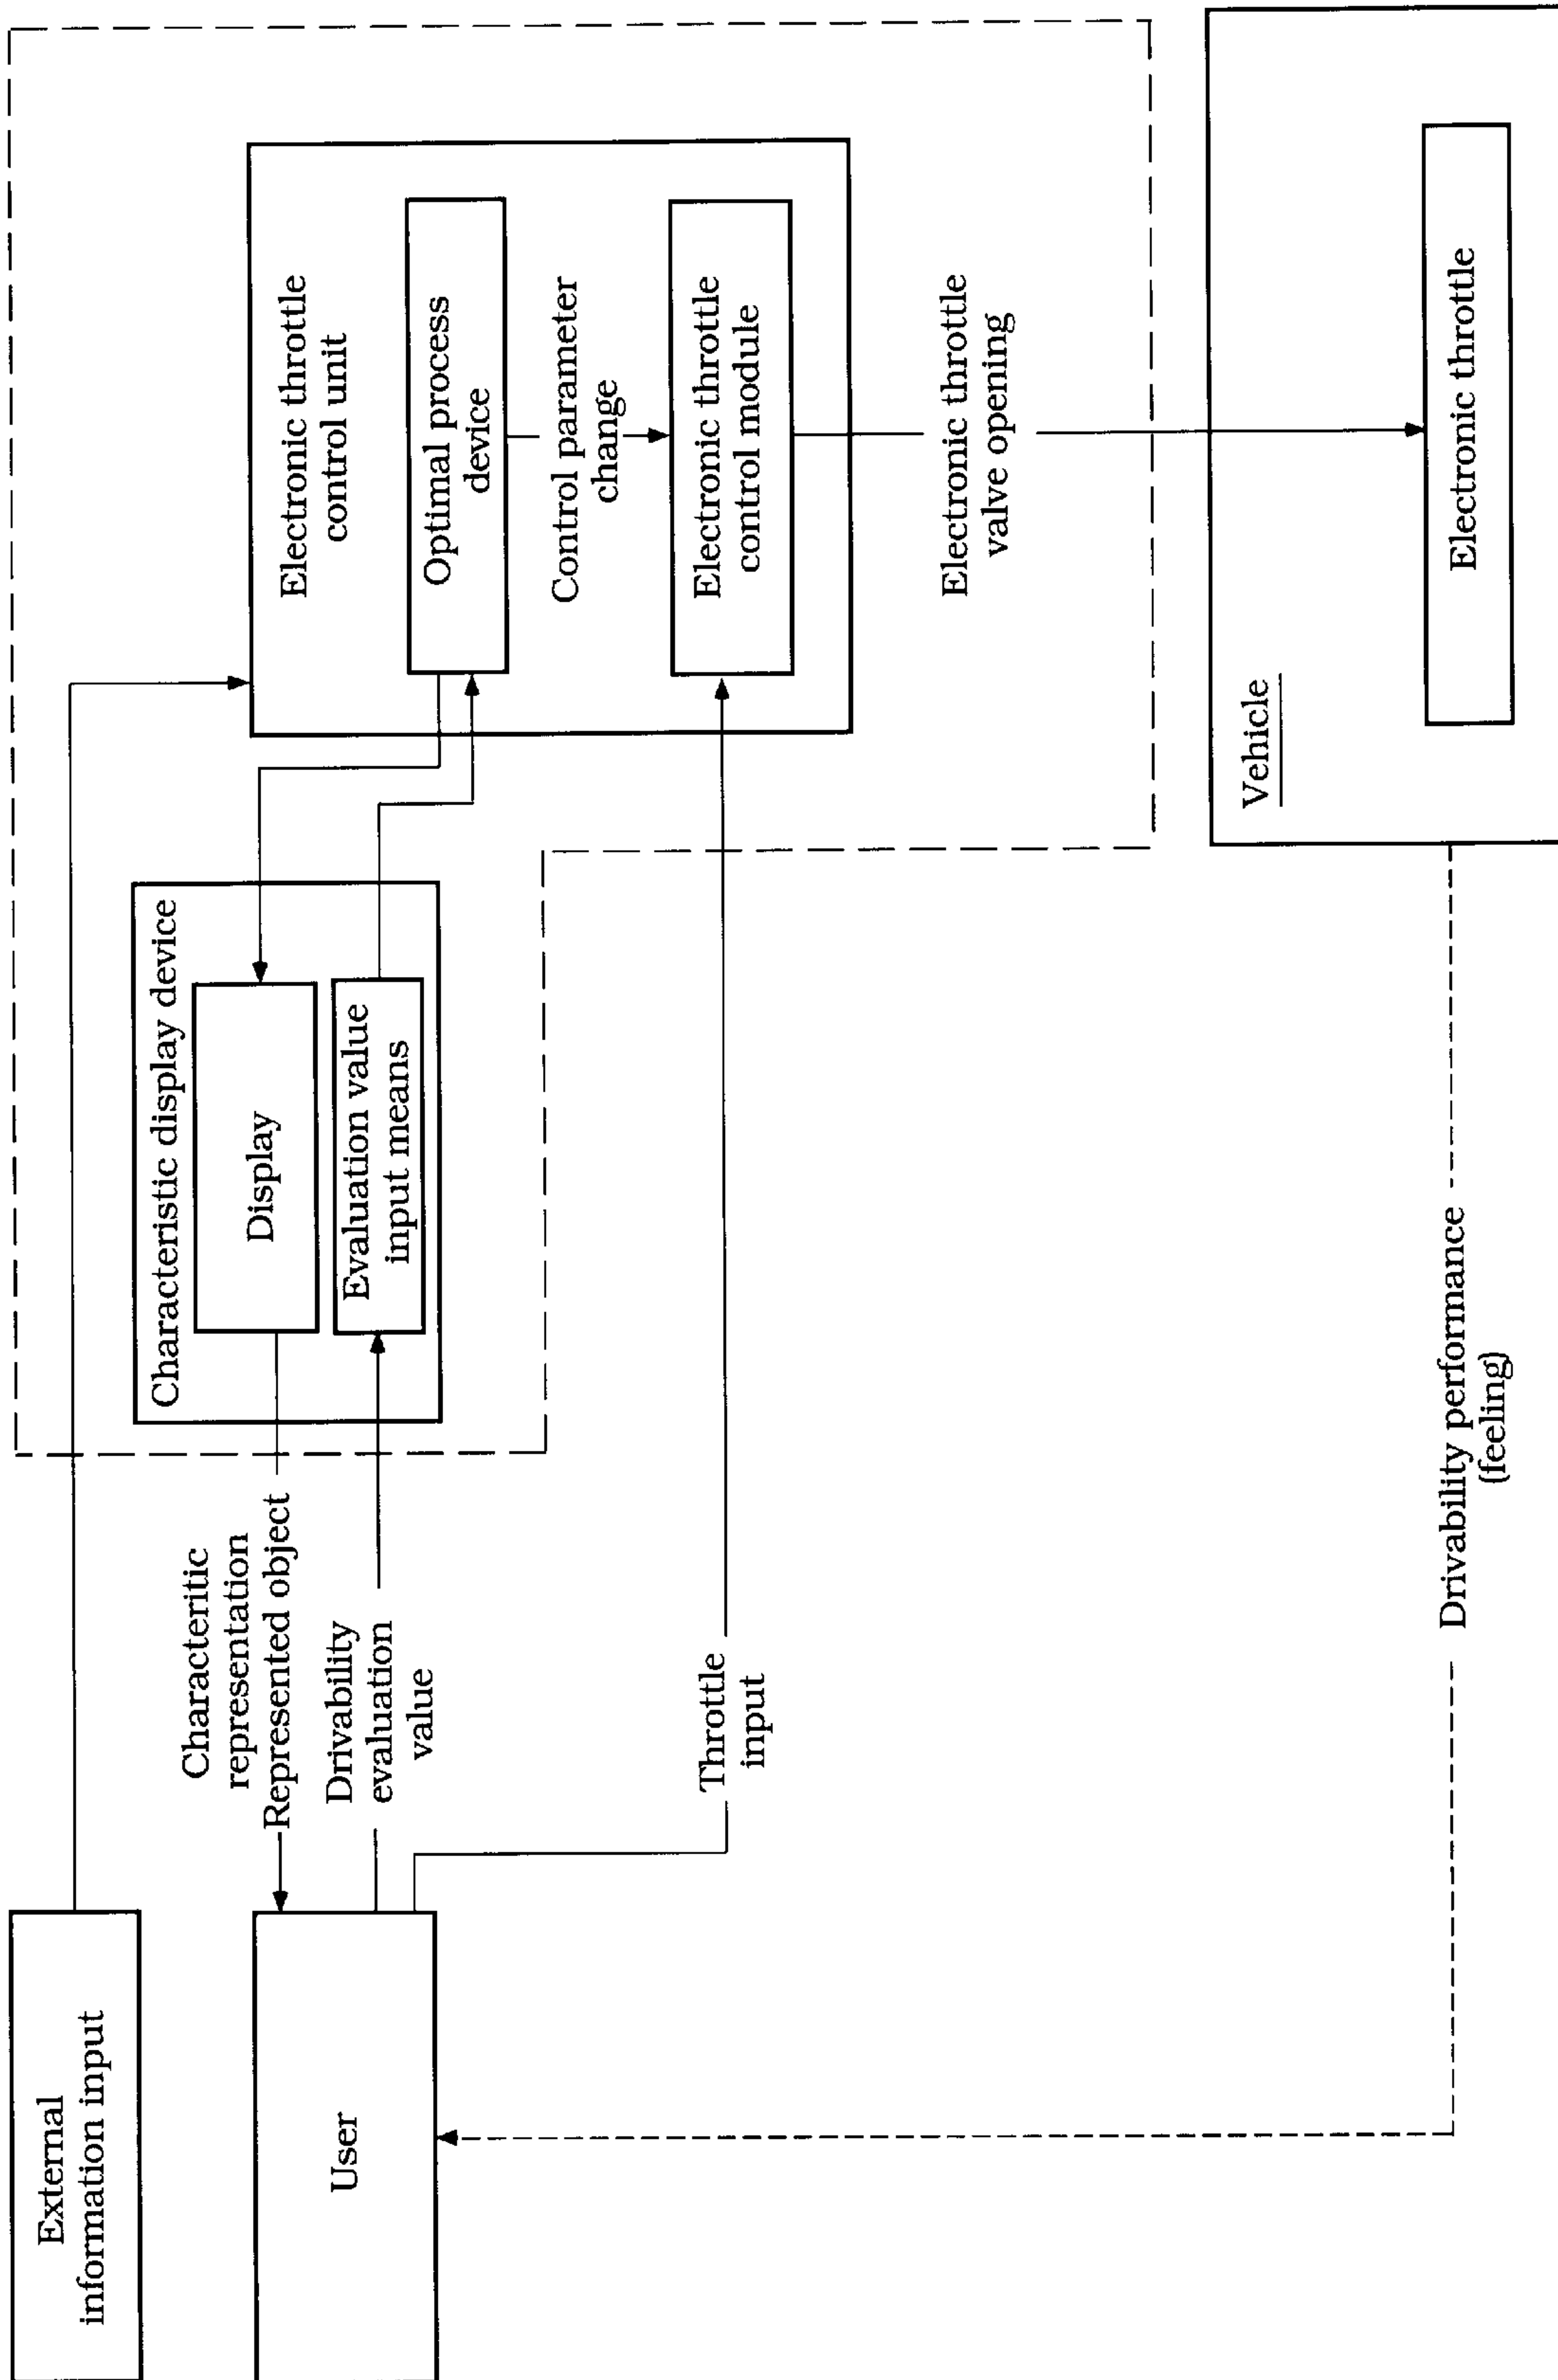 External
information input
User
Characteritic
representation
Represented object
Drivability
evaluation
value
Throttle
input
Characteristic display device
Display
Evaluation value
input means
Electronic throttle
control unit
Optimal process
device
Control parameter
change
Electronic throttle
control module
Electronic throttle
valve opening
Vehicle
Electronic throttle
Drivability performance
(feeling)